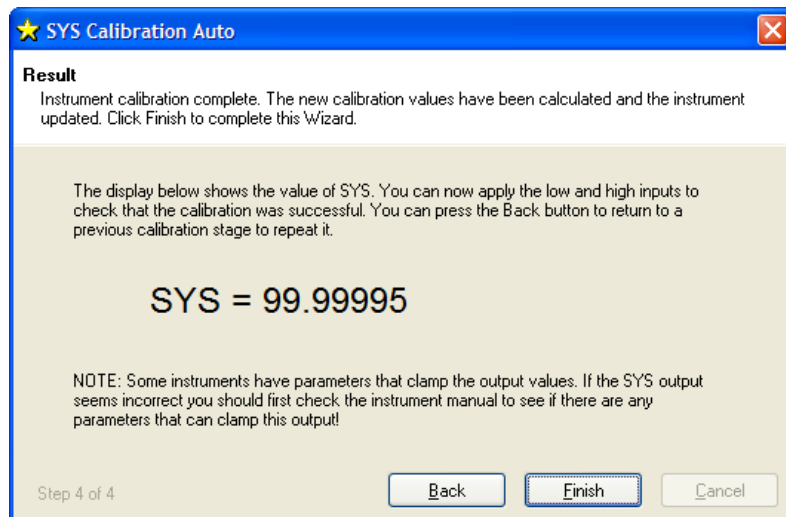 SYS Calibration Auto
Result
Instrument calibration complete. The new calibration values have been calculated and the instrument
updated. Click Finish to complete this Wizard.
The display below shows the value of SYS. You can now apply the low and high inputs to
check that the calibration was successful. You can press the Back button to return to a
previous calibration stage to repeat it.
SYS = 99.99995
NOTE: Some instruments have parameters that clamp the output values. If the SYS output
seems incorrect you should first check the instrument manual to see if there are any
parameters that can clamp this output!
Step 4 of 4
Back
Finish
Cancel